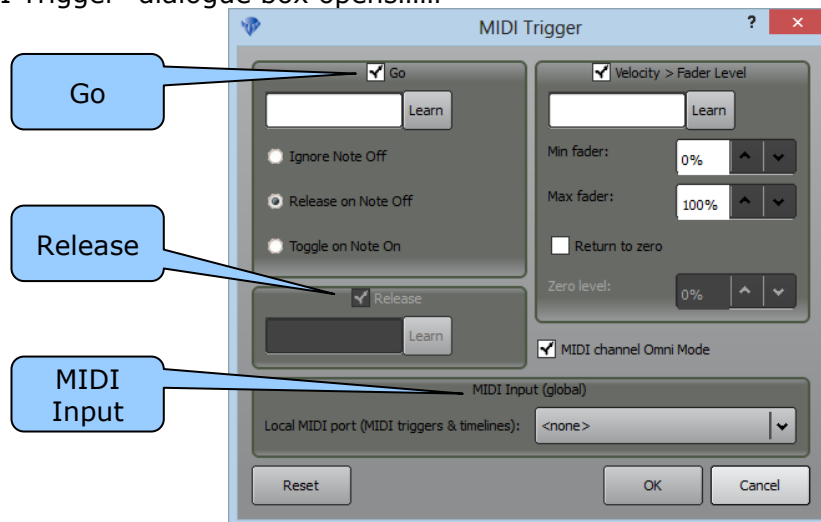 I Trigger" dialogue box opens......
MIDI Trigger ? ×
Go
Go
Learn
Ignore Note Off
Release on Note Off
Toggle on Note On
Release
Release
Learn
Velocity > Fader Level
Learn
Min fader: 0%
Max fader: 100%
Return to zero
Zero level: 0%
MIDI channel Omni Mode
MIDI
Input
MIDI Input (global)
Local MIDI port (MIDI triggers & timelines): <none>
Reset OK Cancel